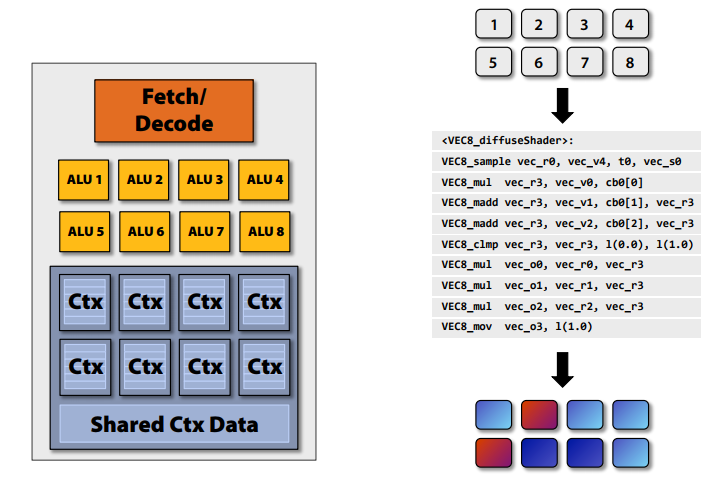 Fetch/
Decode
ALU 1 ALU 2 ALU 3 ALU 4
ALU 5 ALU 6 ALU 7 ALU 8
Ctx Ctx Ctx Ctx
Ctx Ctx Ctx Ctx
Shared Ctx Data
1 2 3 4
5 6 7 8
<VEC8_diffuseShader>:
VEC8_sample vec_r0, vec_v4, t0, vec_s0
VEC8_mul vec_r3, vec_v0, cb0[0]
VEC8_madd vec_r3, vec_v1, cb0[1], vec_r3
VEC8_madd vec_r3, vec_v2, cb0[2], vec_r3
VEC8_clmp vec_r3, vec_r3, l(0.0), l(1.0)
VEC8_mul vec_o0, vec_r0, vec_r3
VEC8_mul vec_o1, vec_r1, vec_r3
VEC8_mul vec_o2, vec_r2, vec_r3
VEC8_mov vec_o3, l(1.0)